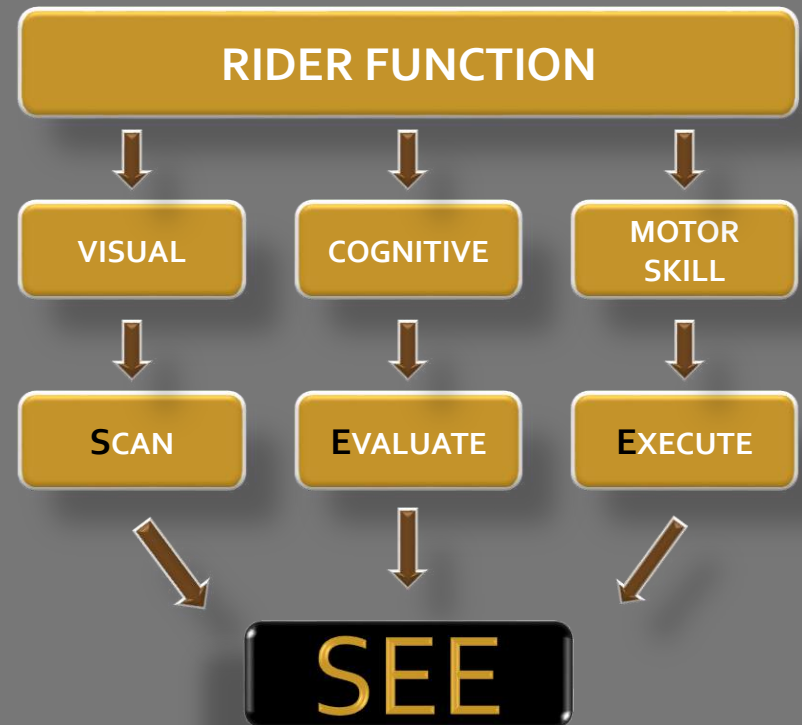 RIDER FUNCTION
VISUAL
COGNITIVE
MOTOR
SKILL
SCAN
EVALUATE
EXECUTE
SEE